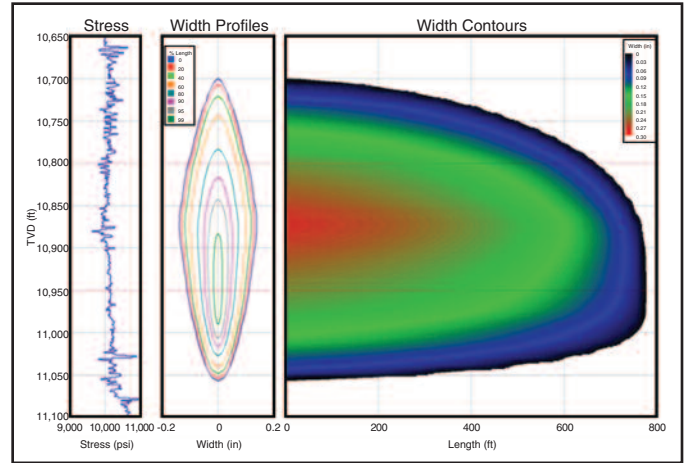 Stress
Width Profiles
Width Contours
TVD (ft)
10,650
10,700
10,750
10,800
10,850
10,900
10,950
11,000
11,050
11,100
9,000 10,000 11,000
Stress (psi)
% Length
0
20
40
60
80
90
95
99
-0.2 0 0.2
Width (in)
Width (in)
0
0.03
0.06
0.09
0.12
0.15
0.18
0.21
0.24
0.27
0.30
0 200 400 600 800
Length (ft)